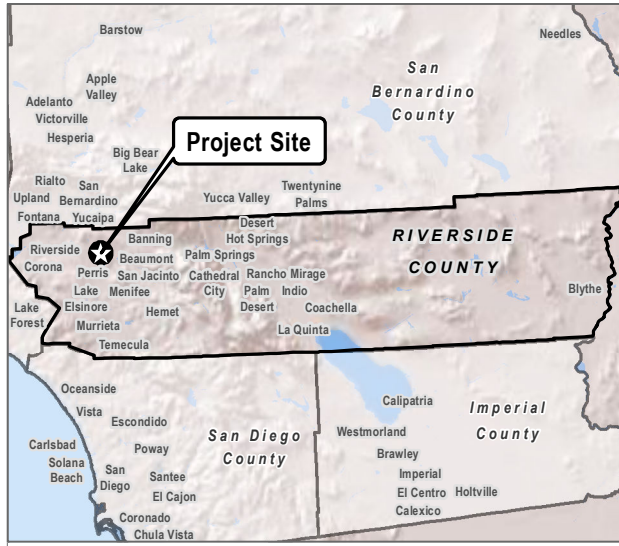 Barstow
Needles
San
Bernardino
County
Apple
Valley
Adelanto
Victorville
Hesperia
Project Site
Big Bear
Lake
Rialto
San
Bernardino
Upland
Fontana
Yucaipa
Yucca Valley
Twentynine
Palms
Desert
Hot Springs
Riverside
Banning
RIVERSIDE
COUNTY
Corona
Beaumont
Palm Springs
Perris
San Jacinto
Cathedral
City
Rancho Mirage
Lake
Elsinore
Menifee
Palm
Desert
Indio
Blythe
Lake
Forest
Hemet
Coachella
Murrieta
La Quinta
Temecula
Oceanside
Vista
Escondido
Calipatria
Imperial
County
Carlsbad
Solana
Beach
Poway
San Diego
County
Westmorland
Brawley
San
Diego
Santee
El Cajon
Imperial
El Centro
Holtville
Calexico
Coronado
Chula Vista